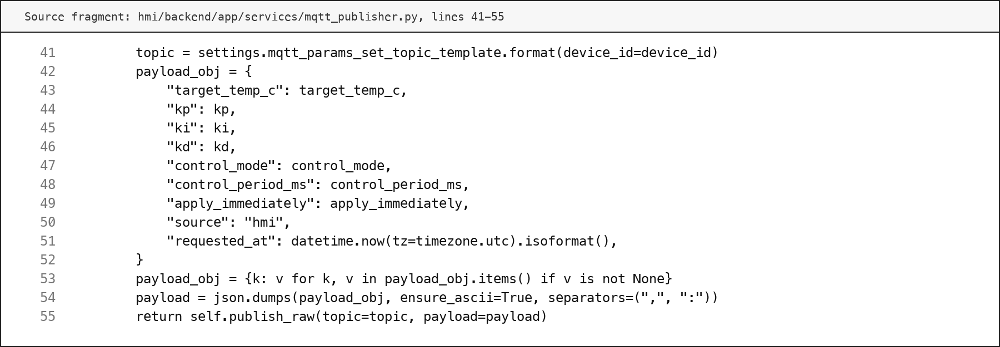 Source fragment: hmi/backend/app/services/mqtt_publisher.py, lines 41–55
41 topic = settings.mqtt_params_set_topic_template.format(device_id=device_id)
42 payload_obj = {
43 "target_temp_c": target_temp_c,
44 "kp": kp,
45 "ki": ki,
46 "kd": kd,
47 "control_mode": control_mode,
48 "control_period_ms": control_period_ms,
49 "apply_immediately": apply_immediately,
50 "source": "hmi",
51 "requested_at": datetime.now(tz=timezone.utc).isoformat(),
52 }
53 payload_obj = {k: v for k, v in payload_obj.items() if v is not None}
54 payload = json.dumps(payload_obj, ensure_ascii=True, separators=(",", ":"))
55 return self.publish_raw(topic=topic, payload=payload)